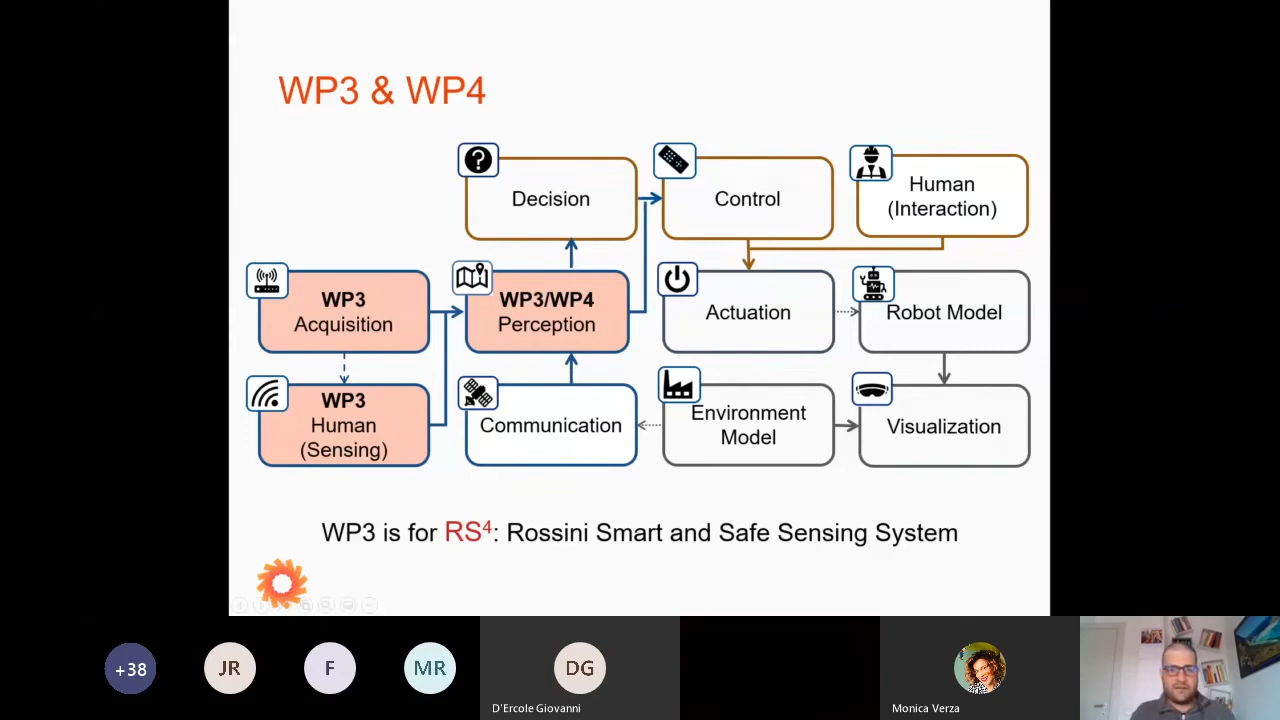 WP3 & WP4
Decision
Control
Human
(Interaction)
WP3
Acquisition
WP3/WP4
Perception
Actuation
Robot Model
WP3
Human
(Sensing)
Communication
Environment
Model
Visualization
WP3 is for RS⁴: Rossini Smart and Safe Sensing System
+38
JR
F
MR
DG
D'Ercole Giovanni
Monica Verza